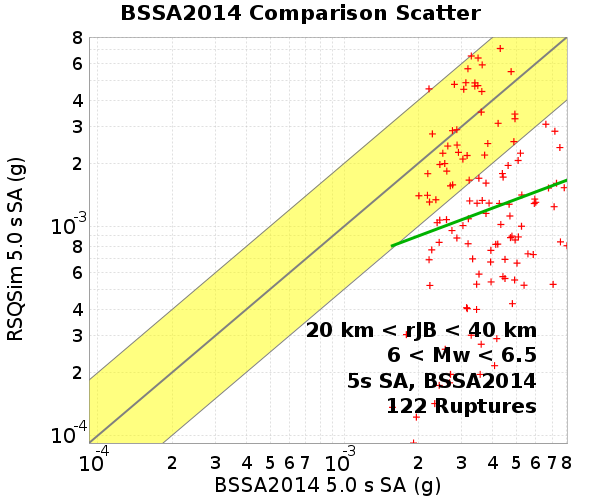 BSSA2014 Comparison Scatter
8
6
4
3
2
10-3
8
6
4
3
2
10-4
RSQSim 5.0 s SA (g)
20 km < rJB < 40 km
6 < Mw < 6.5
5s SA, BSSA2014
122 Ruptures
10-4 2 3 4 5 6 7 10-3 2 3 4 5 6 7 8
BSSA2014 5.0 s SA (g)